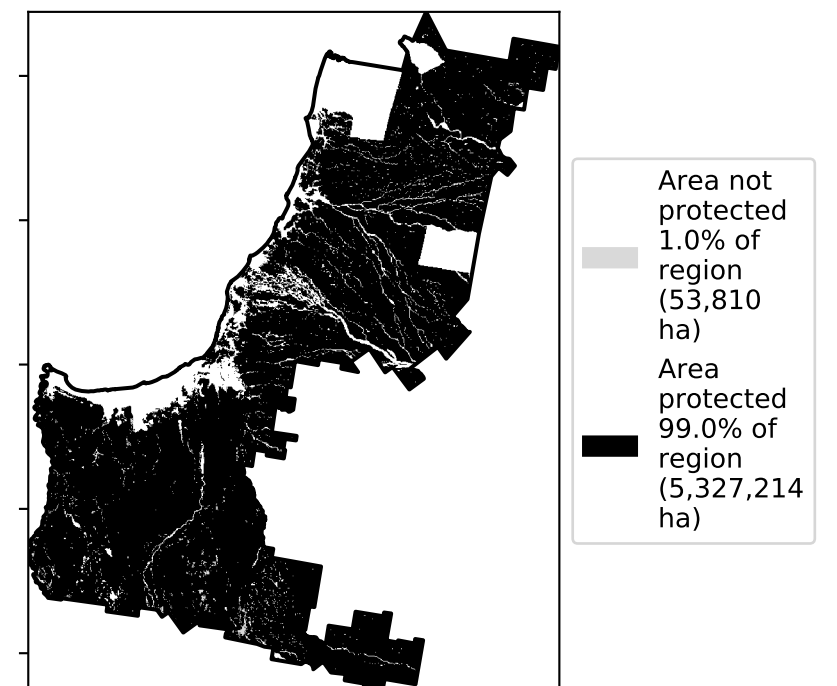 Area not
protected
1.0% of
region
(53,810
ha)
Area
protected
99.0% of
region
(5,327,214
ha)